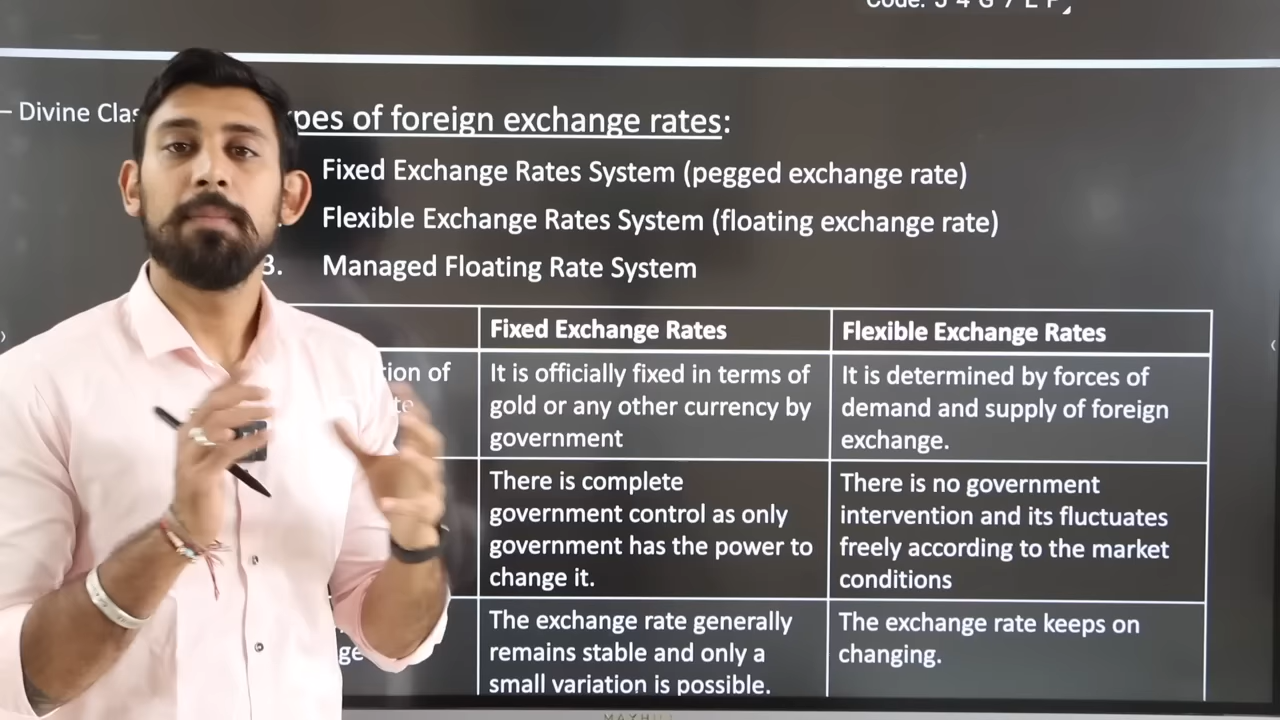 Code:
– Divine Clas
ypes of foreign exchange rates:
Fixed Exchange Rates System (pegged exchange rate)
Flexible Exchange Rates System (floating exchange rate)
3. Managed Floating Rate System
Fixed Exchange Rates
Flexible Exchange Rates
tion of
It is officially fixed in terms of
gold or any other currency by
government
It is determined by forces of
demand and supply of foreign
exchange.
There is complete
government control as only
government has the power to
change it.
There is no government
intervention and its fluctuates
freely according to the market
conditions
ge
The exchange rate generally
remains stable and only a
small variation is possible.
The exchange rate keeps on
changing.